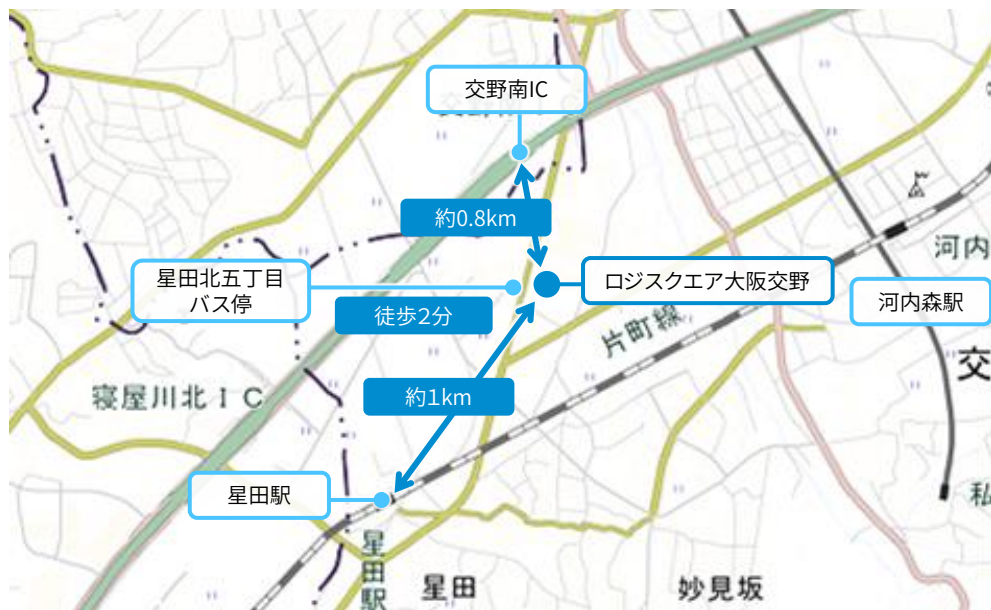 交野南IC
約0.8km
星田北五丁目
バス停
徒歩2分
ロジスクエア大阪交野
河内
河内森駅
片町線
交
寝屋川北IC
約1km
星田駅
私
星田駅
星田
妙見坂